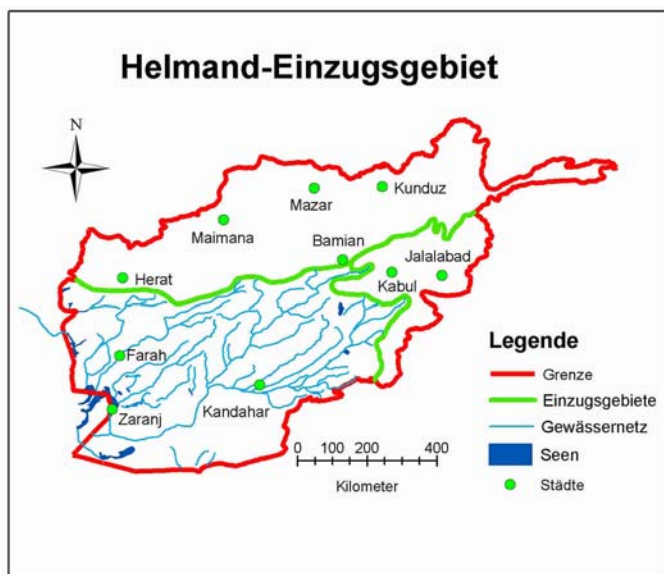 Helmand-Einzugsgebiet
N
Kunduz
Mazar
Maimana
Bamian
Jalalabad
Herat
Kabul
Farah
Kandahar
Zaranj
0 100 200 400
Kilometer
Legende
Grenze
Einzugsgebiete
Gewässernetz
Seen
Städte